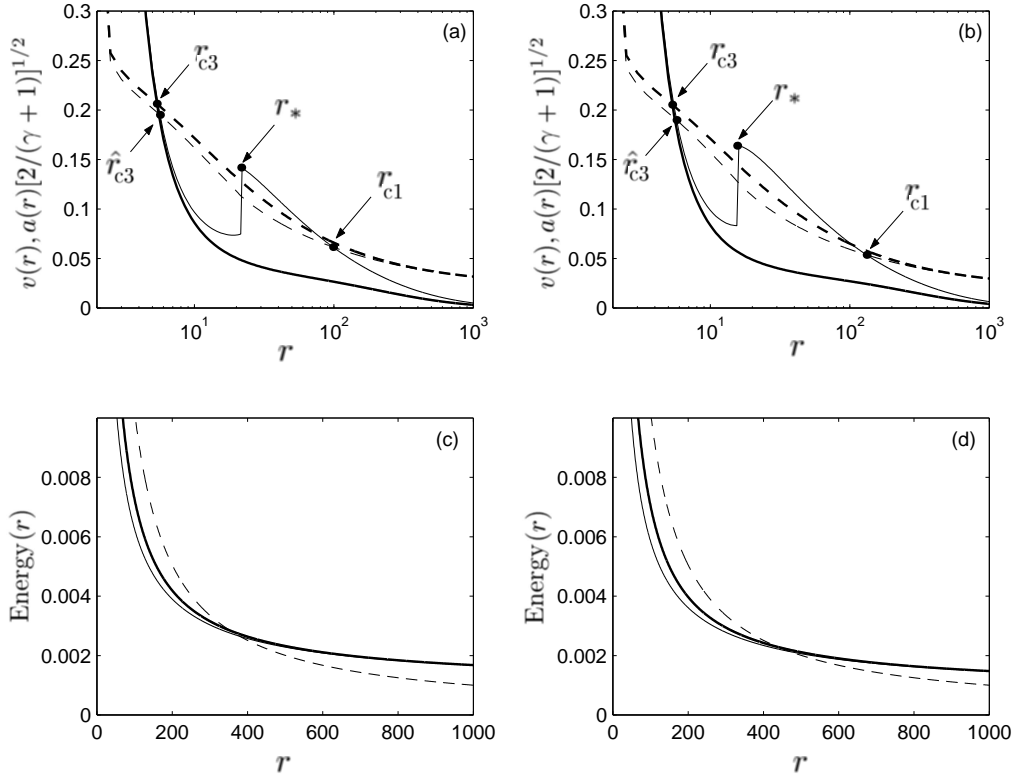 v(r), a(r)[2/(γ + 1)]^{1/2}
0.3
0.25
0.2
0.15
0.1
0.05
0
(a)
r_{c3}
r_*
r̂_{c3}
r_{c1}
10^1
10^2
10^3
r
v(r), a(r)[2/(γ + 1)]^{1/2}
0.3
0.25
0.2
0.15
0.1
0.05
0
(b)
r_{c3}
r_*
r̂_{c3}
r_{c1}
10^1
10^2
10^3
r
Energy(r)
0.008
0.006
0.004
0.002
0
(c)
0 200 400 600 800 1000
r
Energy(r)
0.008
0.006
0.004
0.002
0
(d)
0 200 400 600 800 1000
r